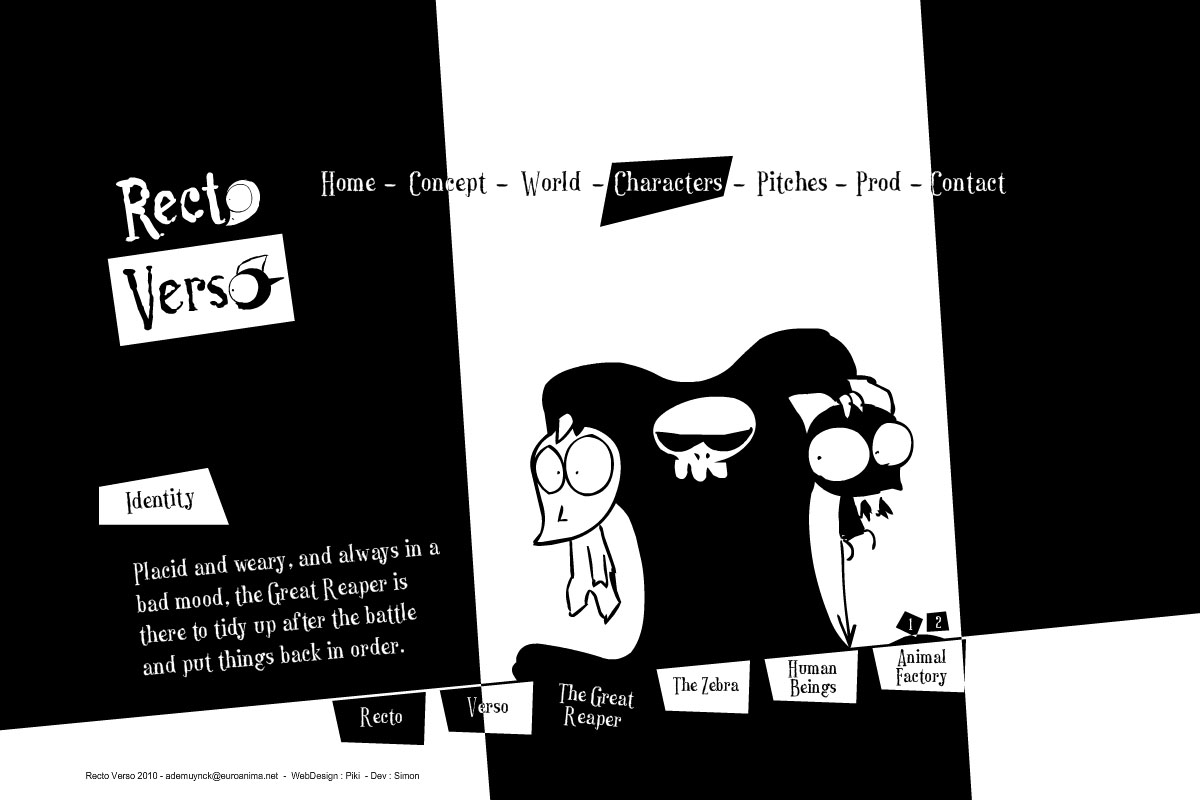 Recto
Verso
Home - Concept - World - Characters - Pitches - Prod - Contact
Identity
Placid and weary, and always in a
bad mood, the Great Reaper is
there to tidy up after the battle
and put things back in order.
1 2
Recto
Verso
The Great
Reaper
The Zebra
Human
Beings
Animal
Factory
Recto Verso 2010 - ademuynck@euroanima.net - WebDesign : Piki - Dev : Simon